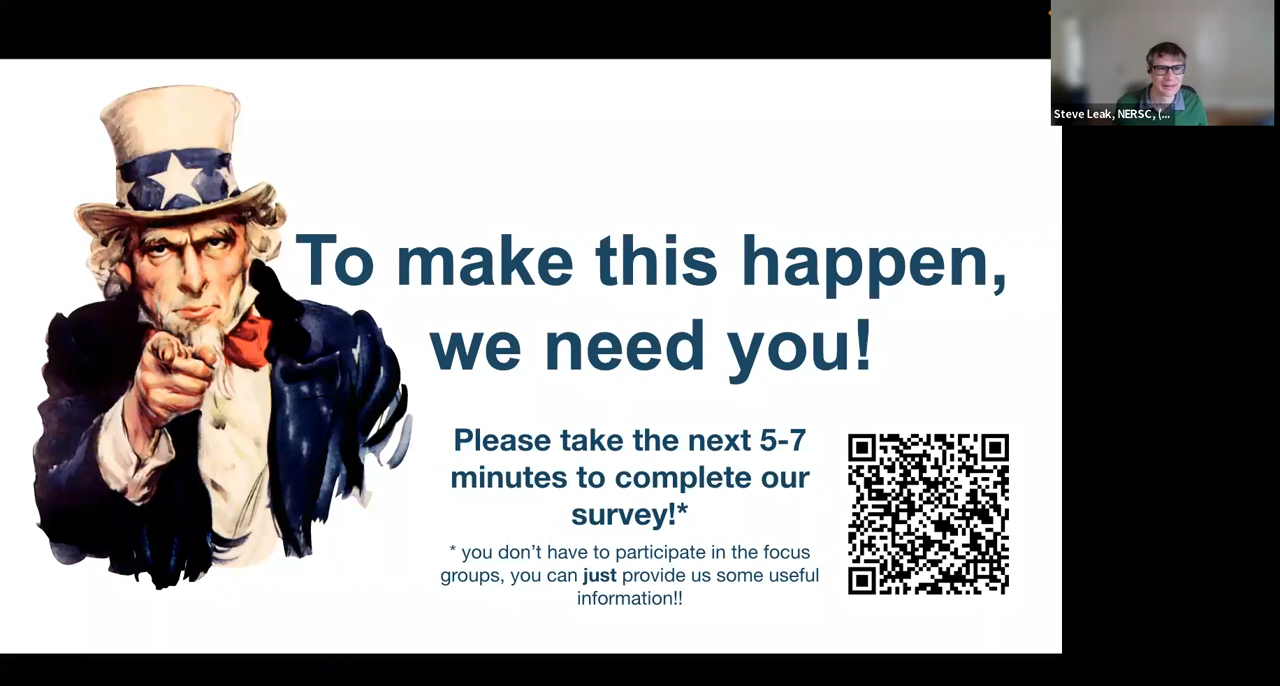 Steve Leak, NERSC, (...
To make this happen,
we need you!
Please take the next 5-7
minutes to complete our
survey!*
* you don’t have to participate in the focus
groups, you can just provide us some useful
information!!